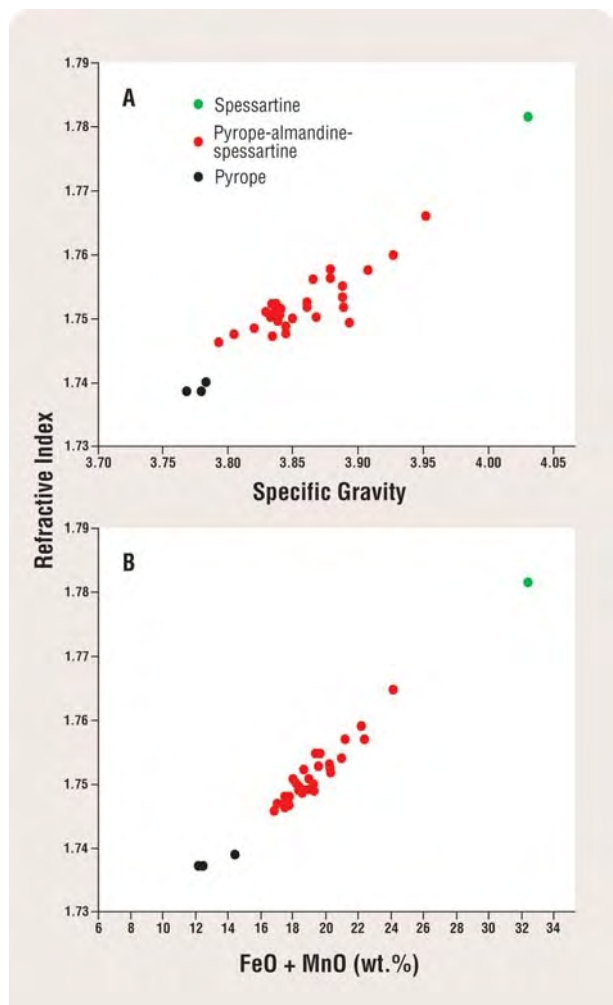 1.79
A
Spessartine
1.78
Pyrope-almandine-
spessartine
Pyrope
1.77
1.76
1.75
1.74
1.73
3.70 3.75 3.80 3.85 3.90 3.95 4.00 4.05
Specific Gravity
Refractive Index
1.79
B
1.78
1.77
1.76
1.75
1.74
1.73
6 8 10 12 14 16 18 20 22 24 26 28 30 32 34
FeO + MnO (wt.%)